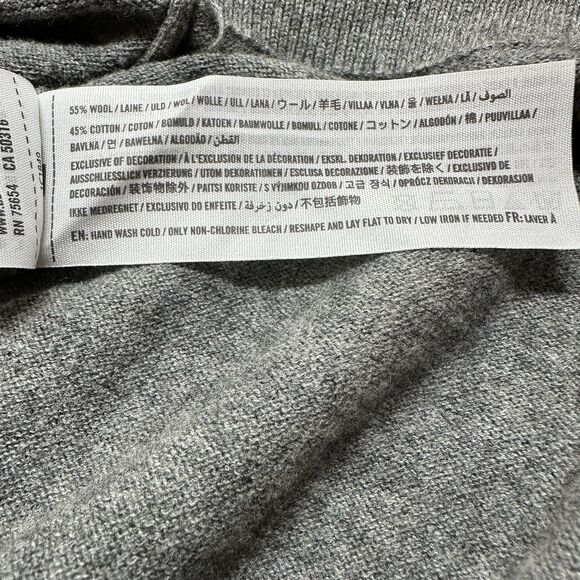 55% WOOL / LAINE / ULD / WOL / WOLLE / ULL / LANA / ウール / 羊毛 / VILLA / VLNA / 울 / WEŁNA / LÃ / الصوف /
45% COTTON / COTON / BOMULD / KATOEN / BAUMWOLLE / BOMULL / COTONE / コットン / ALGODÓN / 棉 / PUUVILLAA /
BAVLNA / 면 / BAWEŁNA / ALGODÃO / القطن /
EXCLUSIVE OF DECORATION / À L'EXCLUSION DE LA DÉCORATION / EKSKL. DEKORATION / EXCLUSIEF DECORATIE /
AUSSCHLIESSLICH VERZIERUNG / UTOM DEKORATIONEN / ESCLUSA DECORAZIONE / 装飾を除く / EXCLUSIVO DE
DECORACIÓN / 装饰物除外 / PAITSI KORISTE / S VÝJIMKOU OZDOB / 고급 장식 / OPRÓCZ DEKORACJI / DEKORASJON
IKKE MEDREGNET / EXCLUSIVO DO ENFEITE / دون زخرفة / 不包括飾物
EN: HAND WASH COLD / ONLY NON-CHLORINE BLEACH / RESHAPE AND LAY FLAT TO DRY / LOW IRON IF NEEDED FR: LAVER À
RN 75654 CA 50316